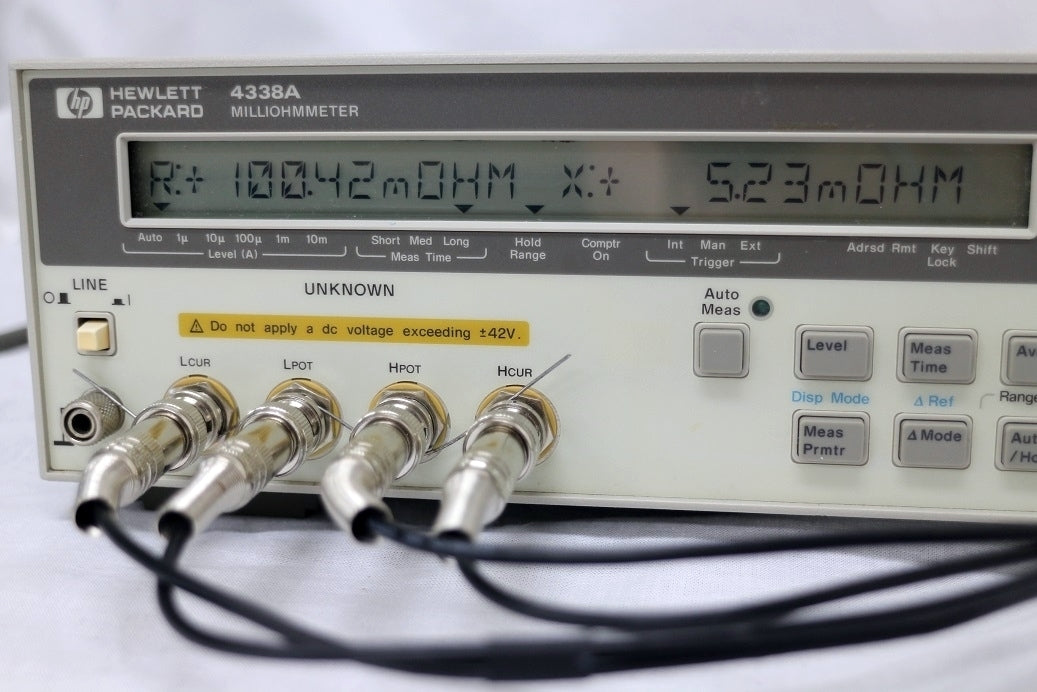 hp HEWLETT PACKARD 4338A MILLIOHMMETER
R:+ 100.42mOHM X:+ 5.23mOHM
Auto 1µ 10µ 100µ 1m 10m
Level (A)
Short Med Long
Meas Time
Hold
Range
Comptr
On
Int Man Ext
Trigger
Adrsd Rmt Key Lock Shift
LINE
UNKNOWN
⚠ Do not apply a dc voltage exceeding ±42V.
LCUR LPOT HPOT HCUR
Auto
Meas
Level
Meas
Time
Disp Mode
Δ Ref
Meas
Prmtr
Δ Mode